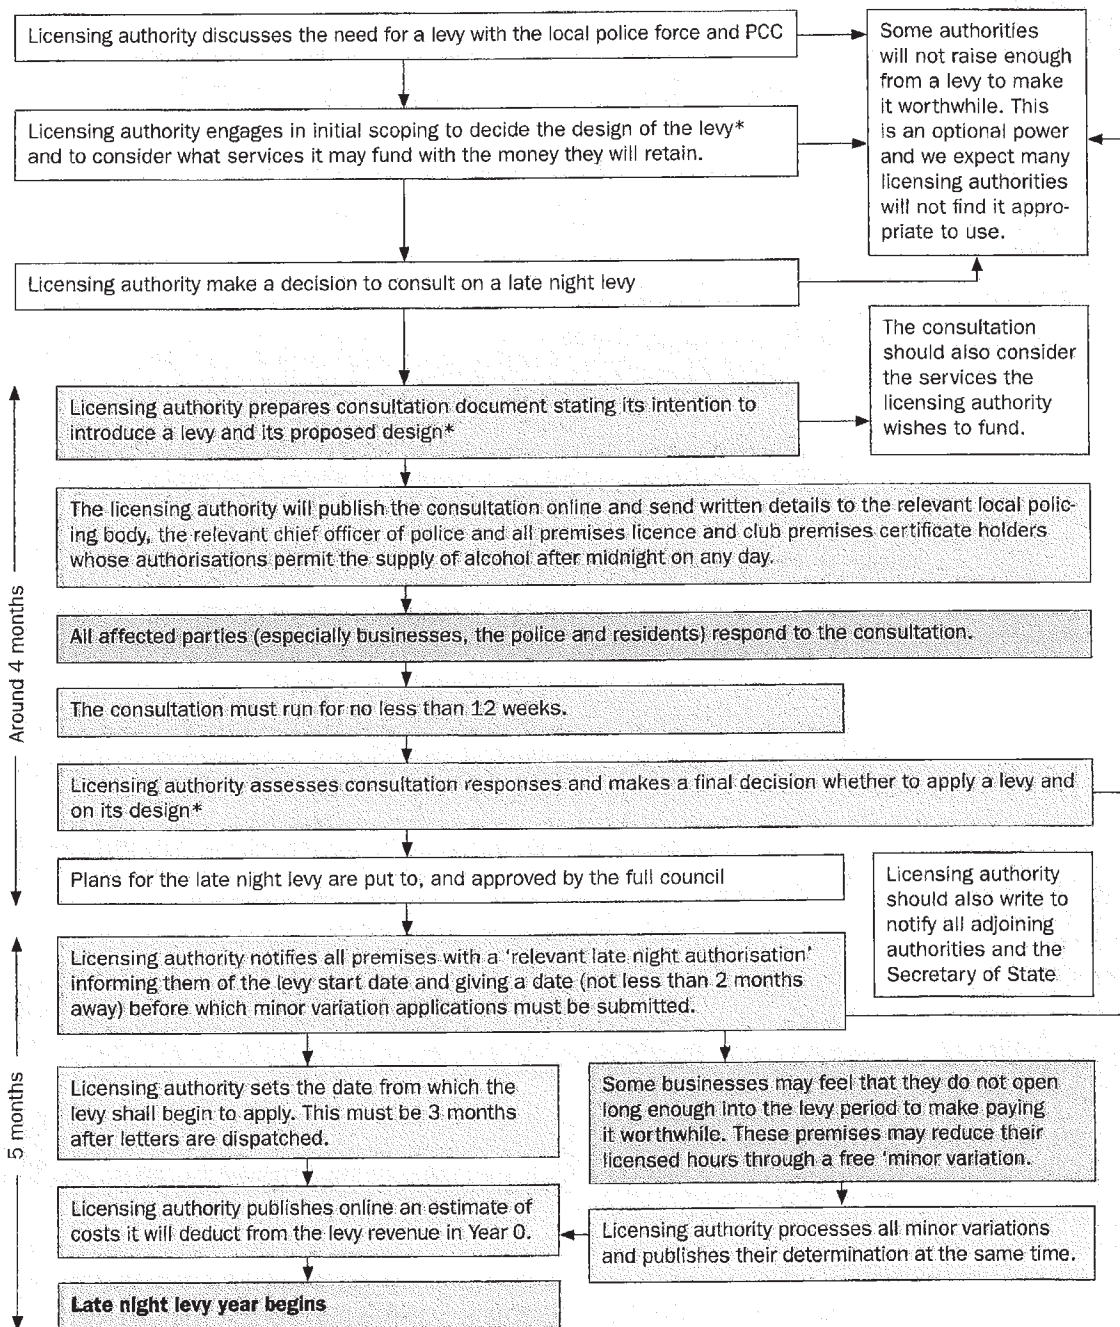 Licensing authority discusses the need for a levy with the local police force and PCC
Some authorities
will not raise enough
from a levy to make
it worthwhile. This
is an optional power
and we expect many
licensing authorities
will not find it appro-
priate to use.
Licensing authority engages in initial scoping to decide the design of the levy*
and to consider what services it may fund with the money they will retain.
Licensing authority make a decision to consult on a late night levy
The consultation
should also consider
the services the
licensing authority
wishes to fund.
Around 4 months
Licensing authority prepares consultation document stating its intention to
introduce a levy and its proposed design*
The licensing authority will publish the consultation online and send written details to the relevant local polic-
ing body, the relevant chief officer of police and all premises licence and club premises certificate holders
whose authorisations permit the supply of alcohol after midnight on any day.
All affected parties (especially businesses, the police and residents) respond to the consultation.
The consultation must run for no less than 12 weeks.
Licensing authority assesses consultation responses and makes a final decision whether to apply a levy and
on its design*
Plans for the late night levy are put to, and approved by the full council
Licensing authority
should also write to
notify all adjoining
authorities and the
Secretary of State
5 months
Licensing authority notifies all premises with a ‘relevant late night authorisation’
informing them of the levy start date and giving a date (not less than 2 months
away) before which minor variation applications must be submitted.
Licensing authority sets the date from which the
levy shall begin to apply. This must be 3 months
after letters are dispatched.
Some businesses may feel that they do not open
long enough into the levy period to make paying
it worthwhile. These premises may reduce their
licensed hours through a free ‘minor variation.
Licensing authority publishes online an estimate of
costs it will deduct from the levy revenue in Year 0.
Licensing authority processes all minor variations
and publishes their determination at the same time.
Late night levy year begins